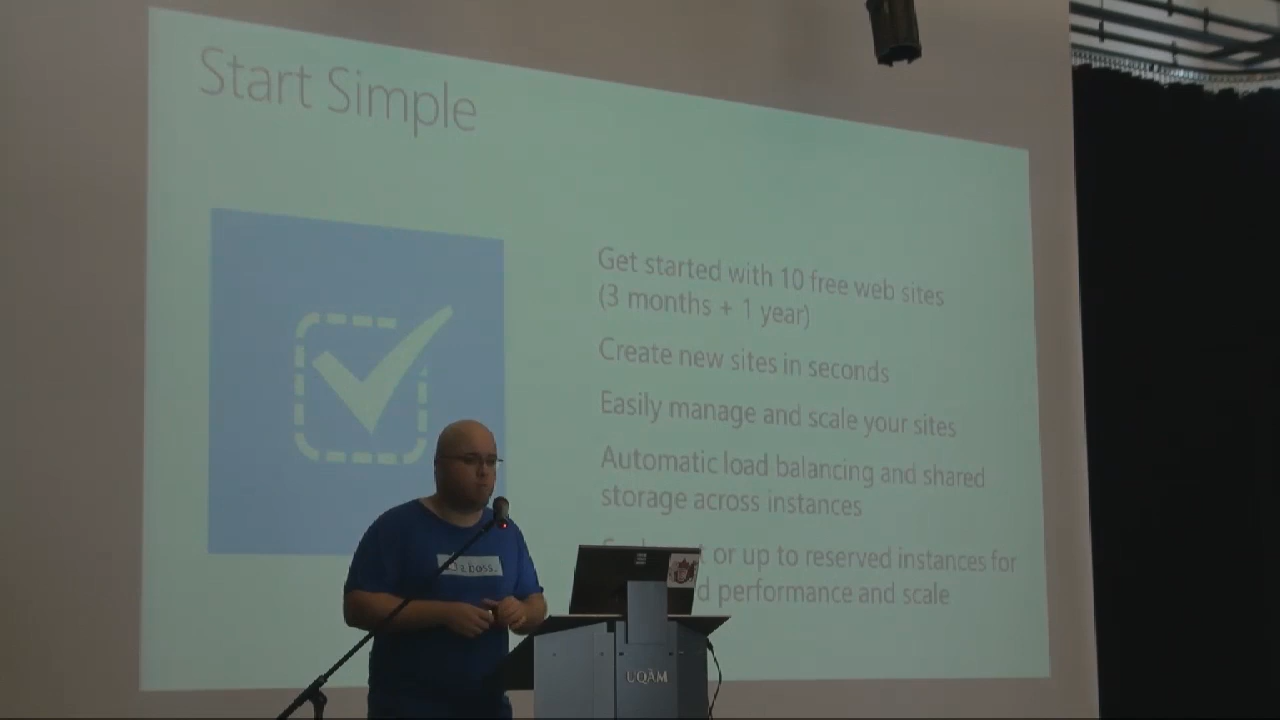 Start Simple
Get started with 10 free web sites
(3 months + 1 year)
Create new sites in seconds
Easily manage and scale your sites
Automatic load balancing and shared
storage across instances
or up to reserved instances for
performance and scale
BOSS.
UQÀM